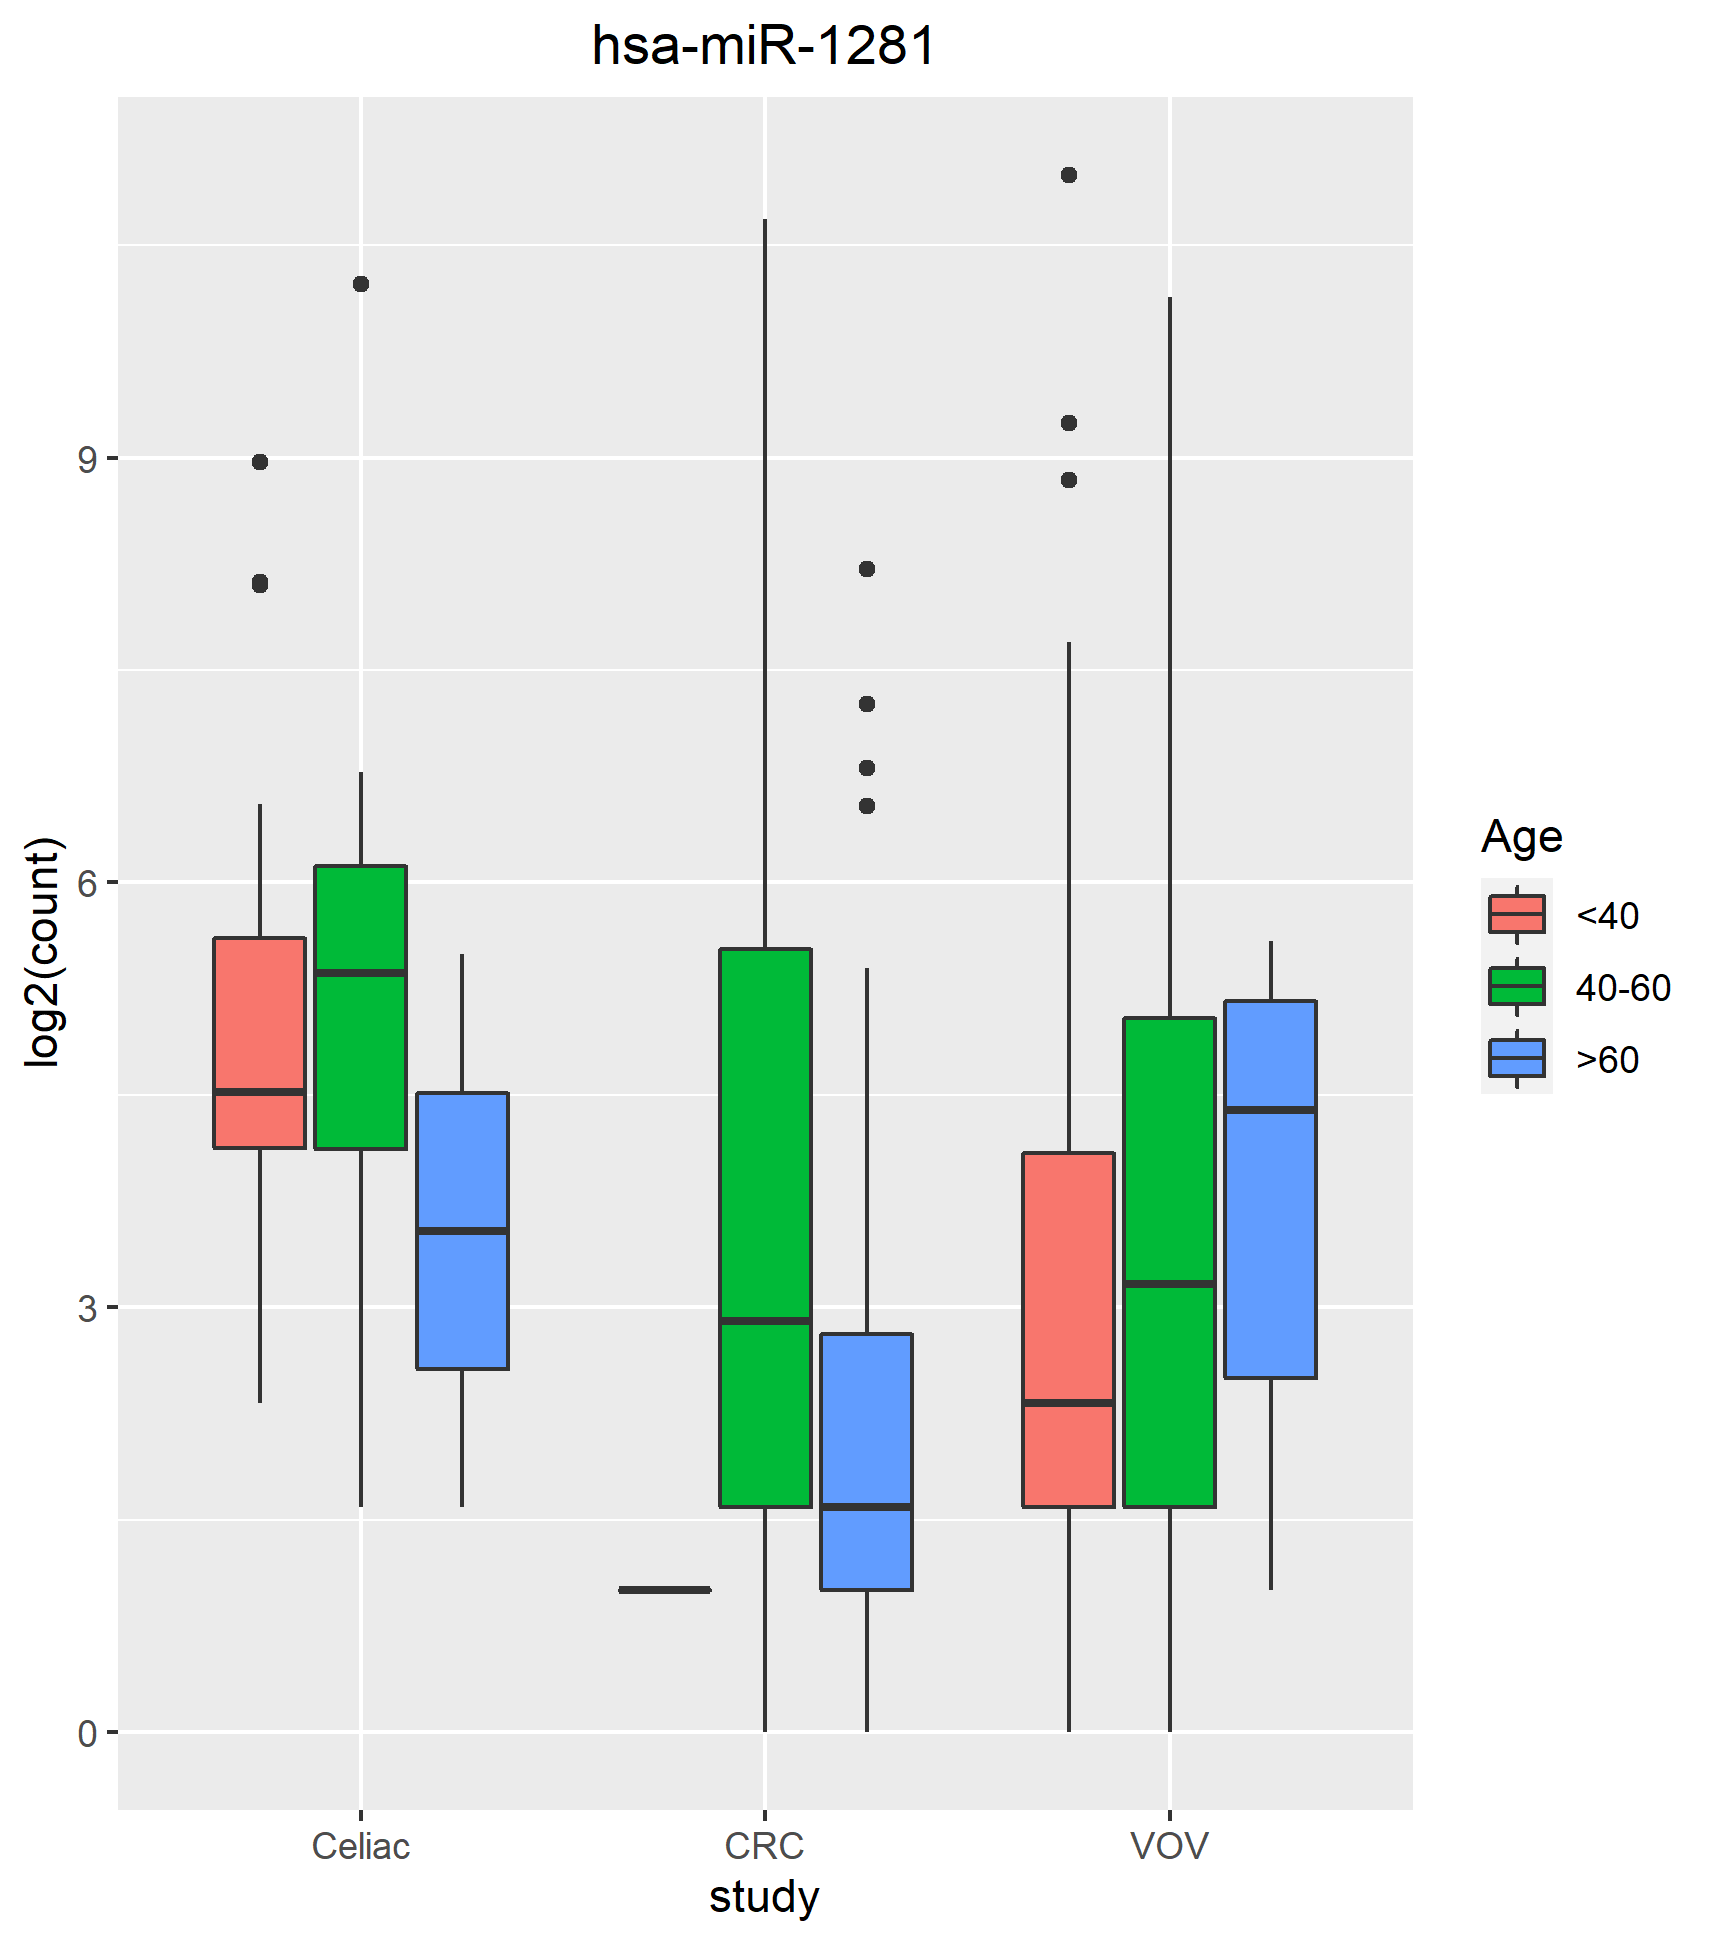 hsa-miR-1281
log2(count)
9
6
3
0
Celiac
CRC
VOV
study
Age
<40
40-60
>60